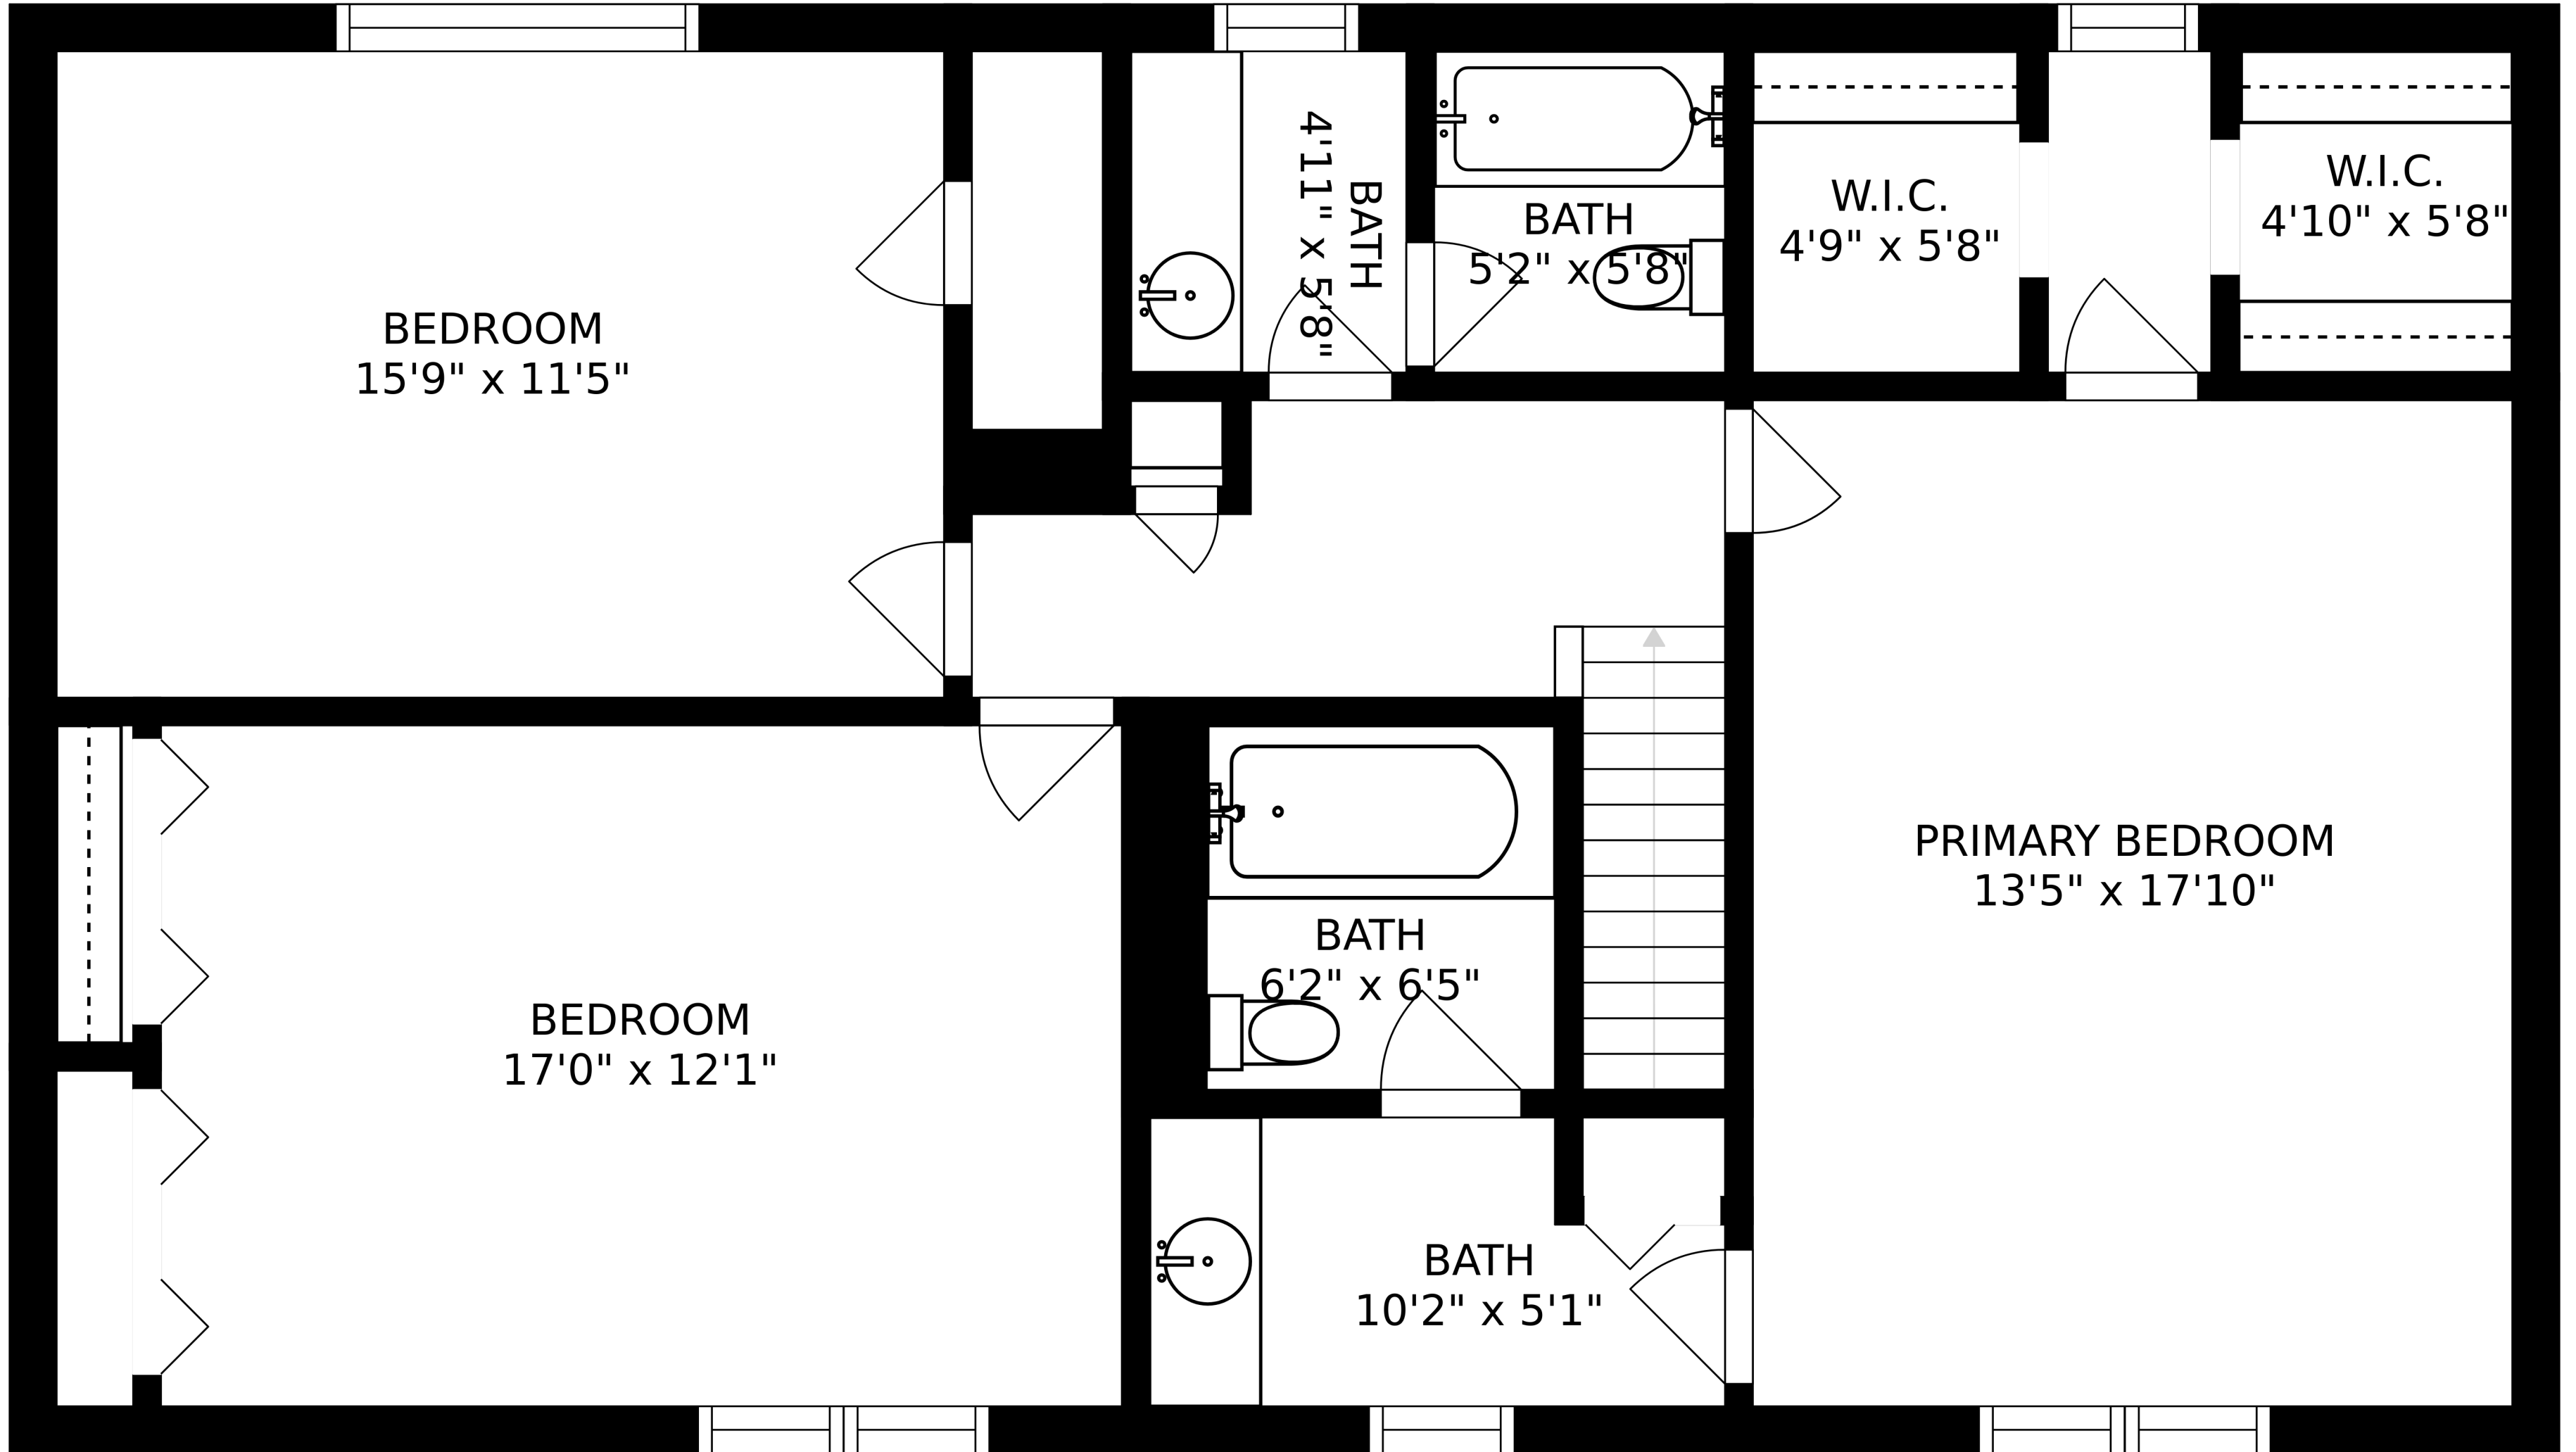 BATH
4'11" x 5'8"
BATH
5'2" x 5'8"
W.I.C.
4'9" x 5'8"
W.I.C.
4'10" x 5'8"
BEDROOM
15'9" x 11'5"
PRIMARY BEDROOM
13'5" x 17'10"
BATH
6'2" x 6'5"
BEDROOM
17'0" x 12'1"
BATH
10'2" x 5'1"